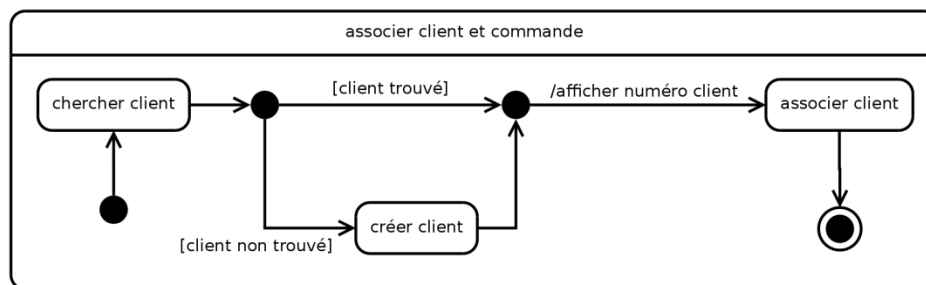 associer client et commande
chercher client
[client trouvé]
/afficher numéro client
associer client
créer client
[client non trouvé]